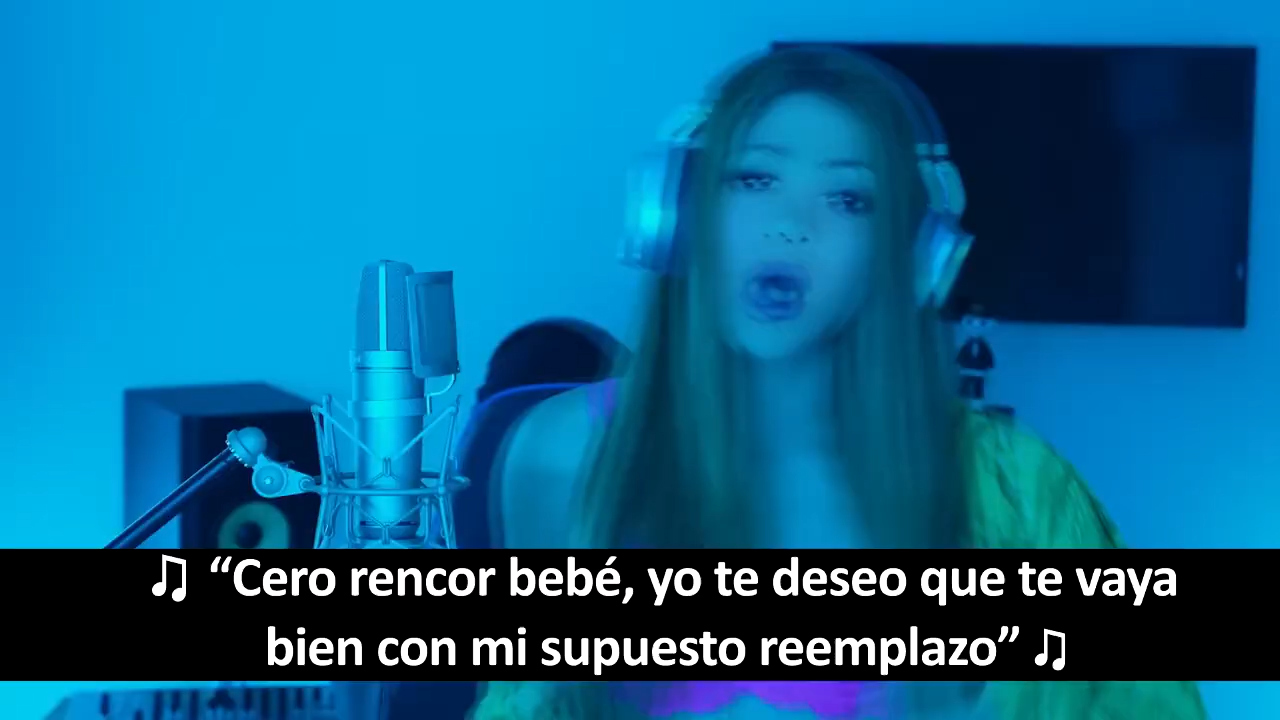 ♫ “Cero rencor bebé, yo te deseo que te vaya
bien con mi supuesto reemplazo” ♫